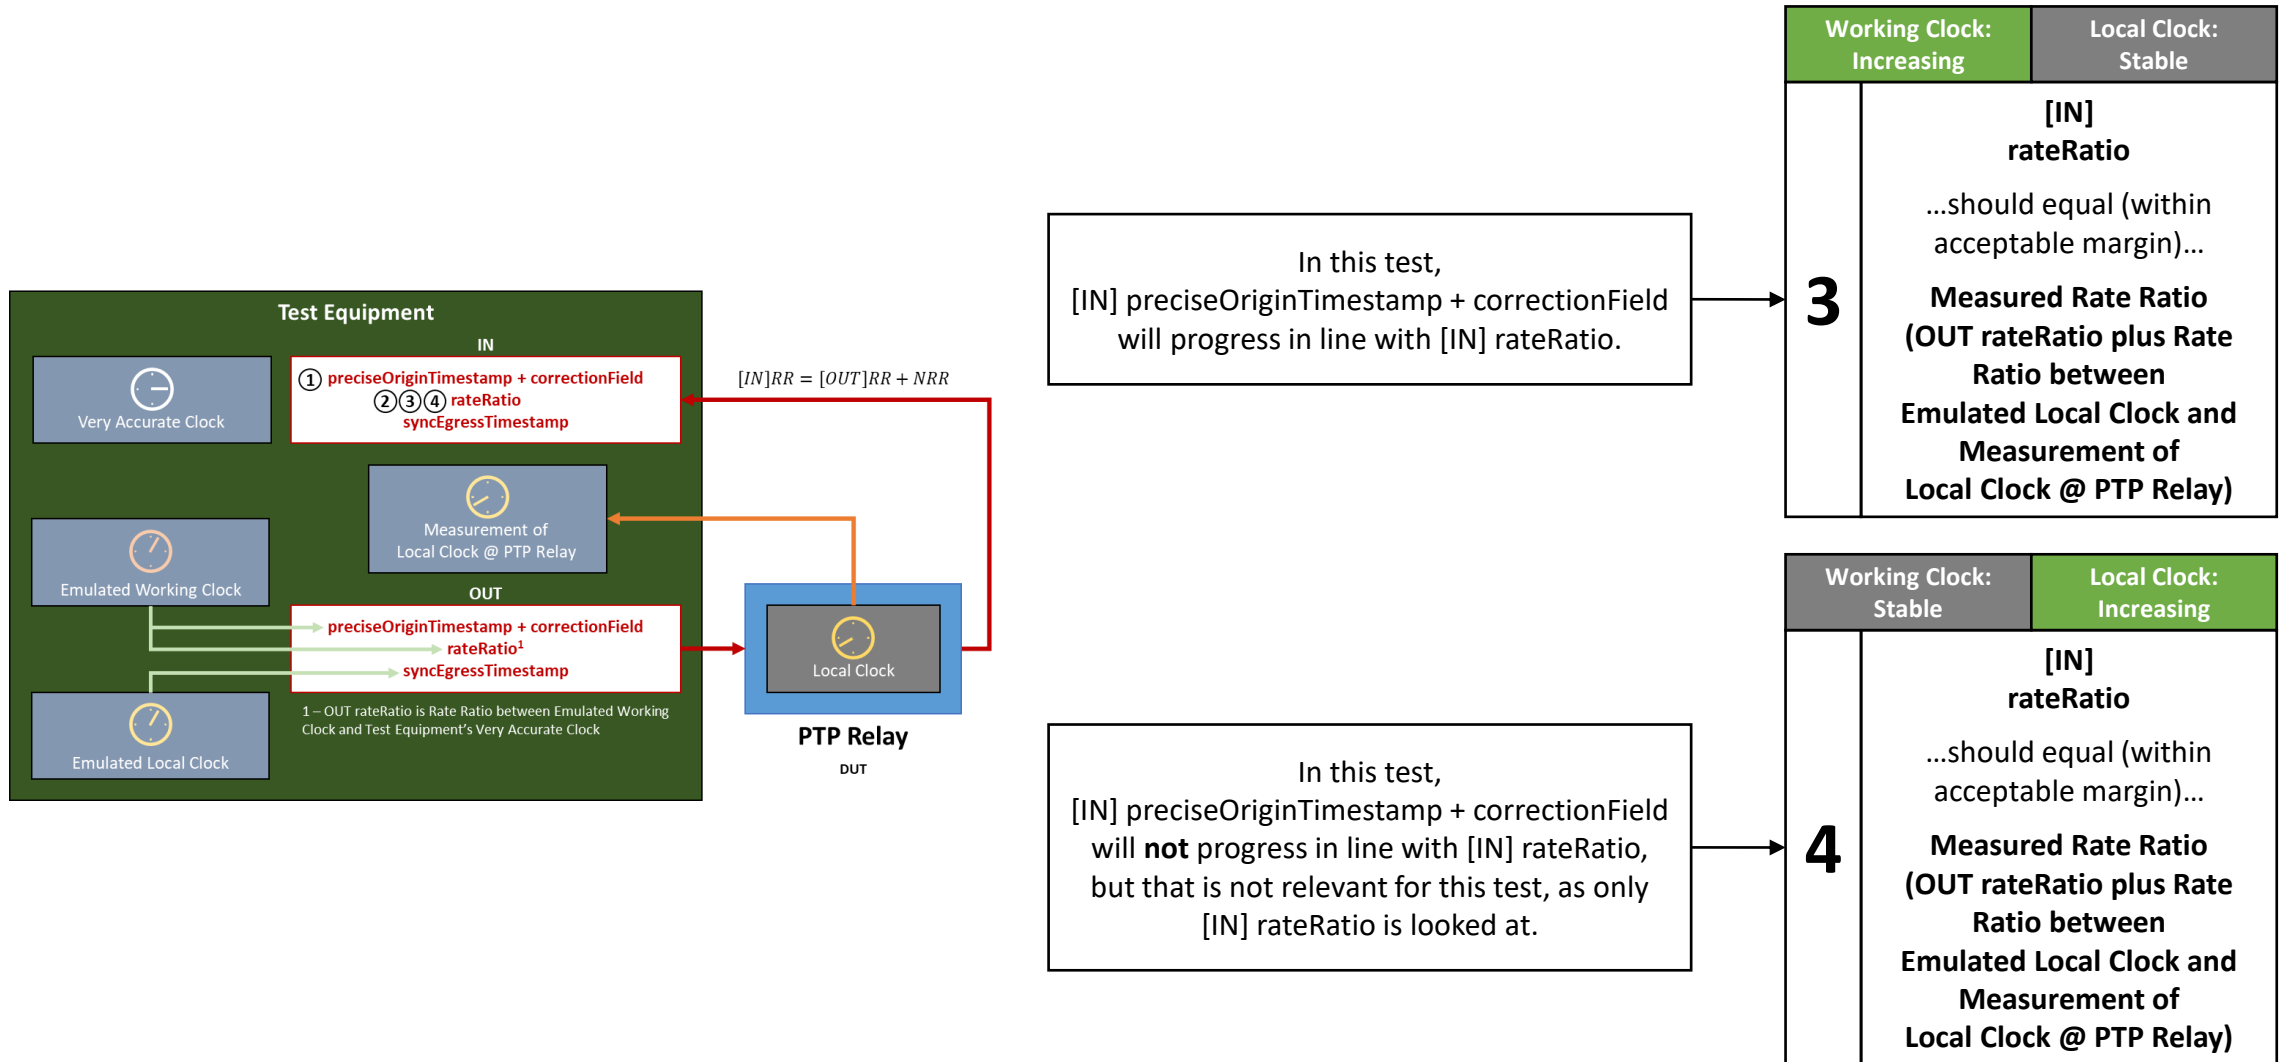 Test Equipment
IN
Very Accurate Clock
① preciseOriginTimestamp + correctionField
②③④ rateRatio
syncEgressTimestamp
[IN]RR = [OUT]RR + NRR
Measurement of
Local Clock @ PTP Relay
Emulated Working Clock
OUT
preciseOriginTimestamp + correctionField
rateRatio¹
syncEgressTimestamp
Emulated Local Clock
1 – OUT rateRatio is Rate Ratio between Emulated Working
Clock and Test Equipment's Very Accurate Clock
Local Clock
PTP Relay
DUT
In this test,
[IN] preciseOriginTimestamp + correctionField
will progress in line with [IN] rateRatio.
Working Clock:
Increasing
Local Clock:
Stable
3
[IN]
rateRatio
...should equal (within
acceptable margin)...
Measured Rate Ratio
(OUT rateRatio plus Rate
Ratio between
Emulated Local Clock and
Measurement of
Local Clock @ PTP Relay)
In this test,
[IN] preciseOriginTimestamp + correctionField
will not progress in line with [IN] rateRatio,
but that is not relevant for this test, as only
[IN] rateRatio is looked at.
Working Clock:
Stable
Local Clock:
Increasing
4
[IN]
rateRatio
...should equal (within
acceptable margin)...
Measured Rate Ratio
(OUT rateRatio plus Rate
Ratio between
Emulated Local Clock and
Measurement of
Local Clock @ PTP Relay)